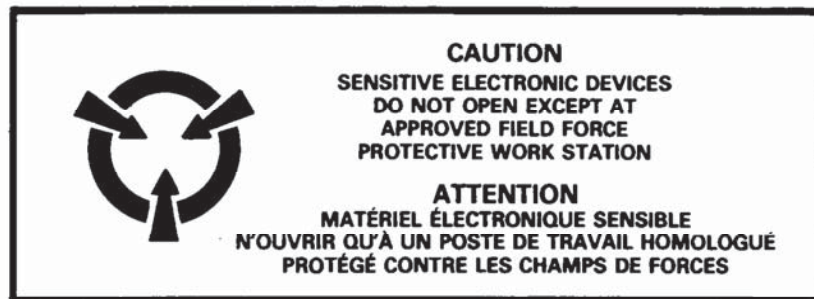 CAUTION
SENSITIVE ELECTRONIC DEVICES
DO NOT OPEN EXCEPT AT
APPROVED FIELD FORCE
PROTECTIVE WORK STATION
ATTENTION
MATÉRIEL ÉLECTRONIQUE SENSIBLE
N'OUVRIR QU'À UN POSTE DE TRAVAIL HOMOLOGUÉ
PROTÉGÉ CONTRE LES CHAMPS DE FORCES